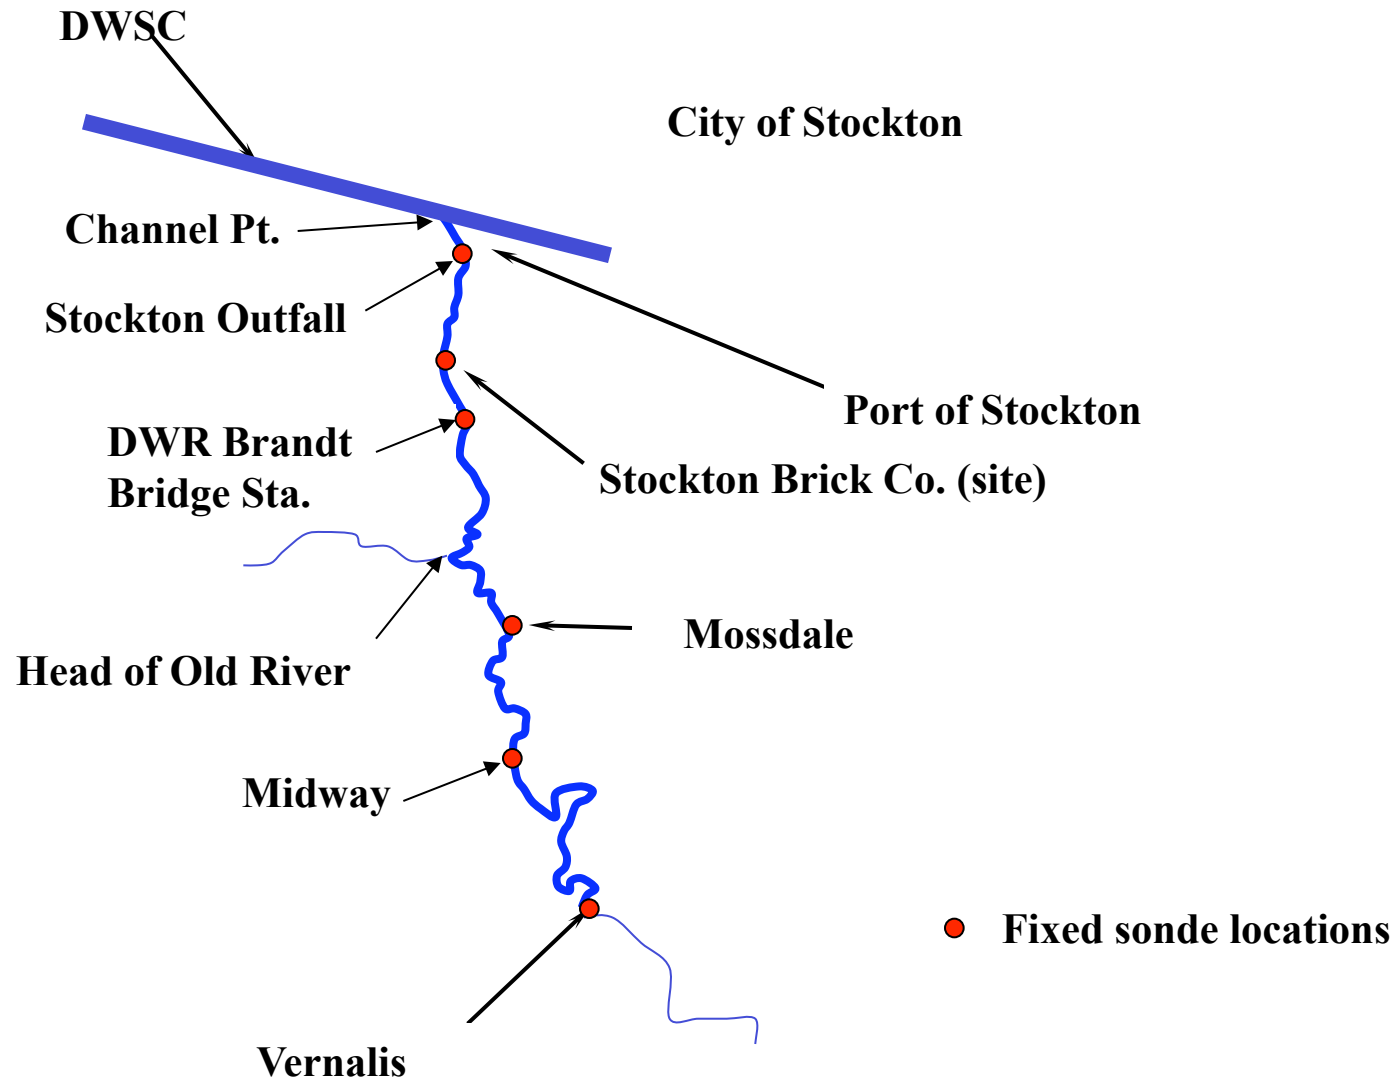 DWSC
City of Stockton
Channel Pt.
Stockton Outfall
Port of Stockton
DWR Brandt
Bridge Sta.
Stockton Brick Co. (site)
Mossdale
Head of Old River
Midway
Fixed sonde locations
Vernalis